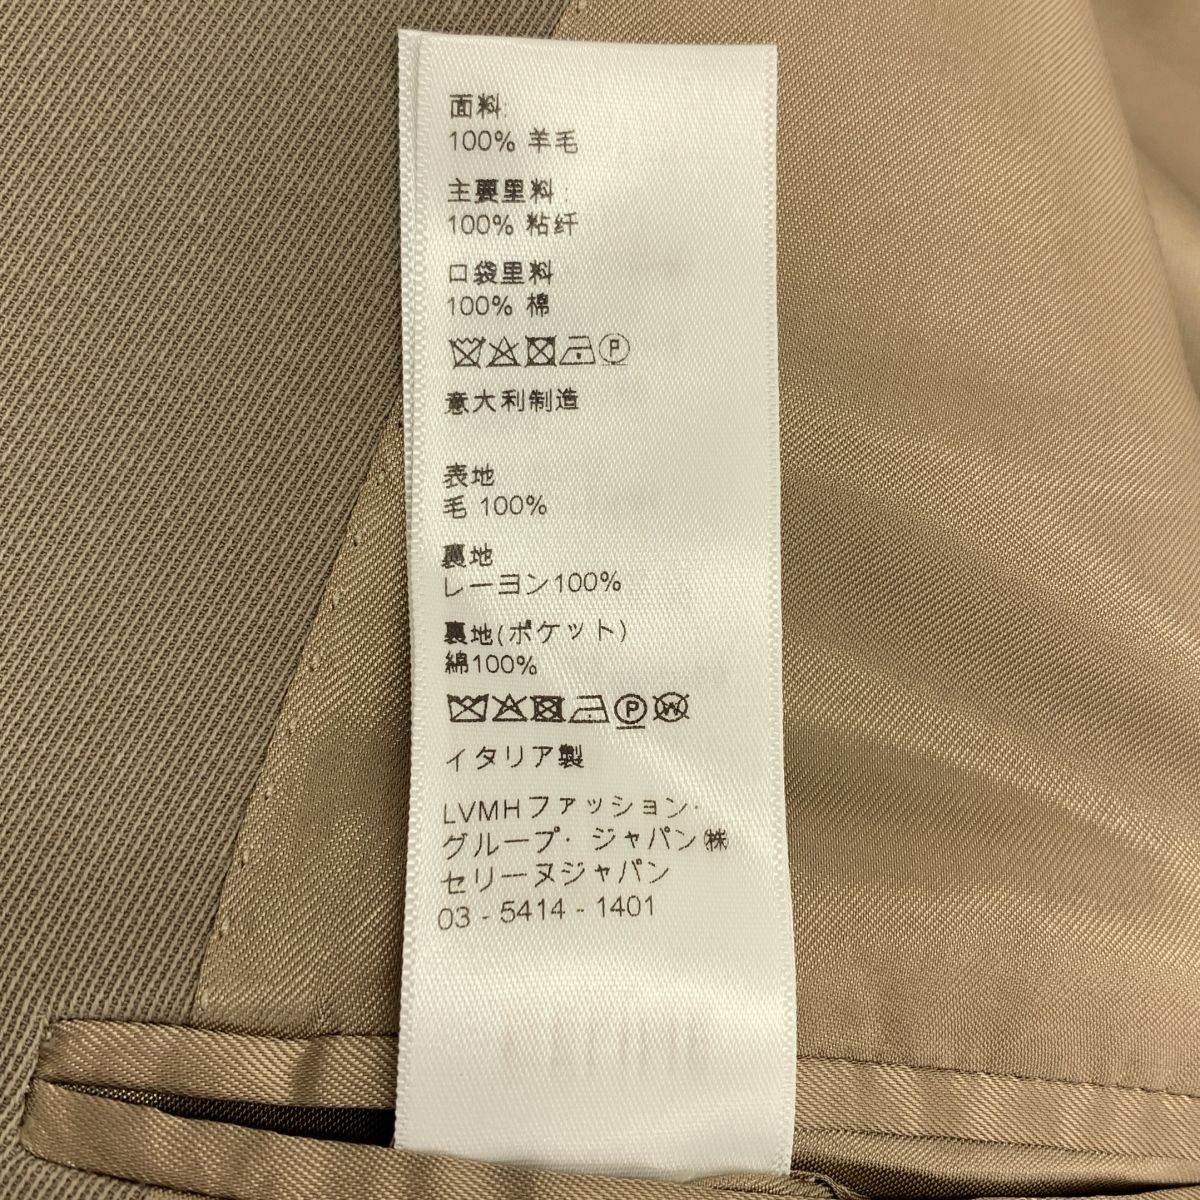 面料:
100% 羊毛
主要里料:
100% 粘纤
口袋里料
100% 棉
P
意大利制造
表地
毛 100%
裏地
レーヨン100%
裏地(ポケット)
綿100%
P W
イタリア製
LVMHファッション・
グループ・ジャパン㈱
セリーヌジャパン
03 - 5414 - 1401